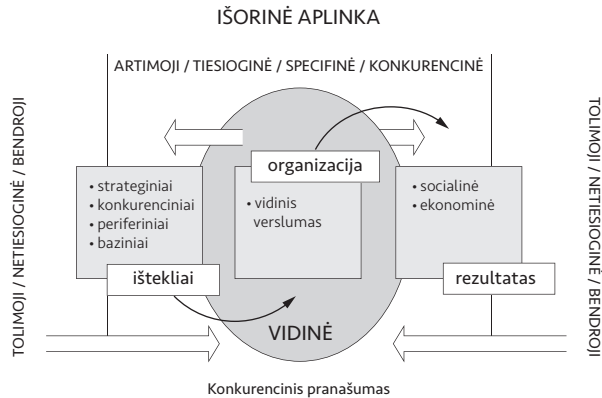 IŠORINĖ APLINKA
ARTIMOJI / TIESIOGINĖ / SPECIFINĖ / KONKURENCINĖ
TOLIMOJI / NETIESIOGINĖ / BENDROJI
• strateginiai
• konkurenciniai
• periferiniai
• baziniai
ištekliai
organizacija
• vidinis
verslumas
• socialinė
• ekonominė
rezultatas
TOLIMOJI / NETIESIOGINĖ / BENDROJI
VIDINĖ
Konkurencinis pranašumas